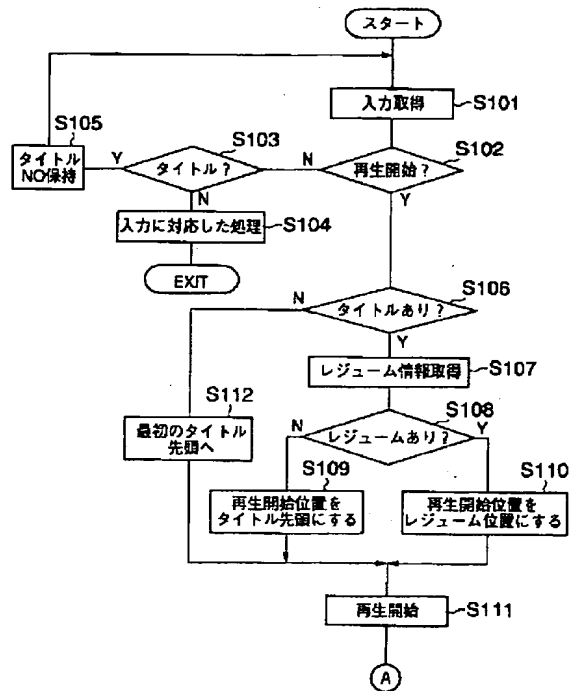 スタート
入力取得
S101
S105
S103
S102
タイトル
NO保持
Y
タイトル?
N
再生開始?
N
Y
入力に対応した処理
S104
EXIT
N
S106
タイトルあり?
Y
レジューム情報取得
S107
S112
S108
最初のタイトル
先頭へ
N
レジュームあり?
Y
S109
S110
再生開始位置を
タイトル先頭にする
再生開始位置を
レジューム位置にする
再生開始
S111
A